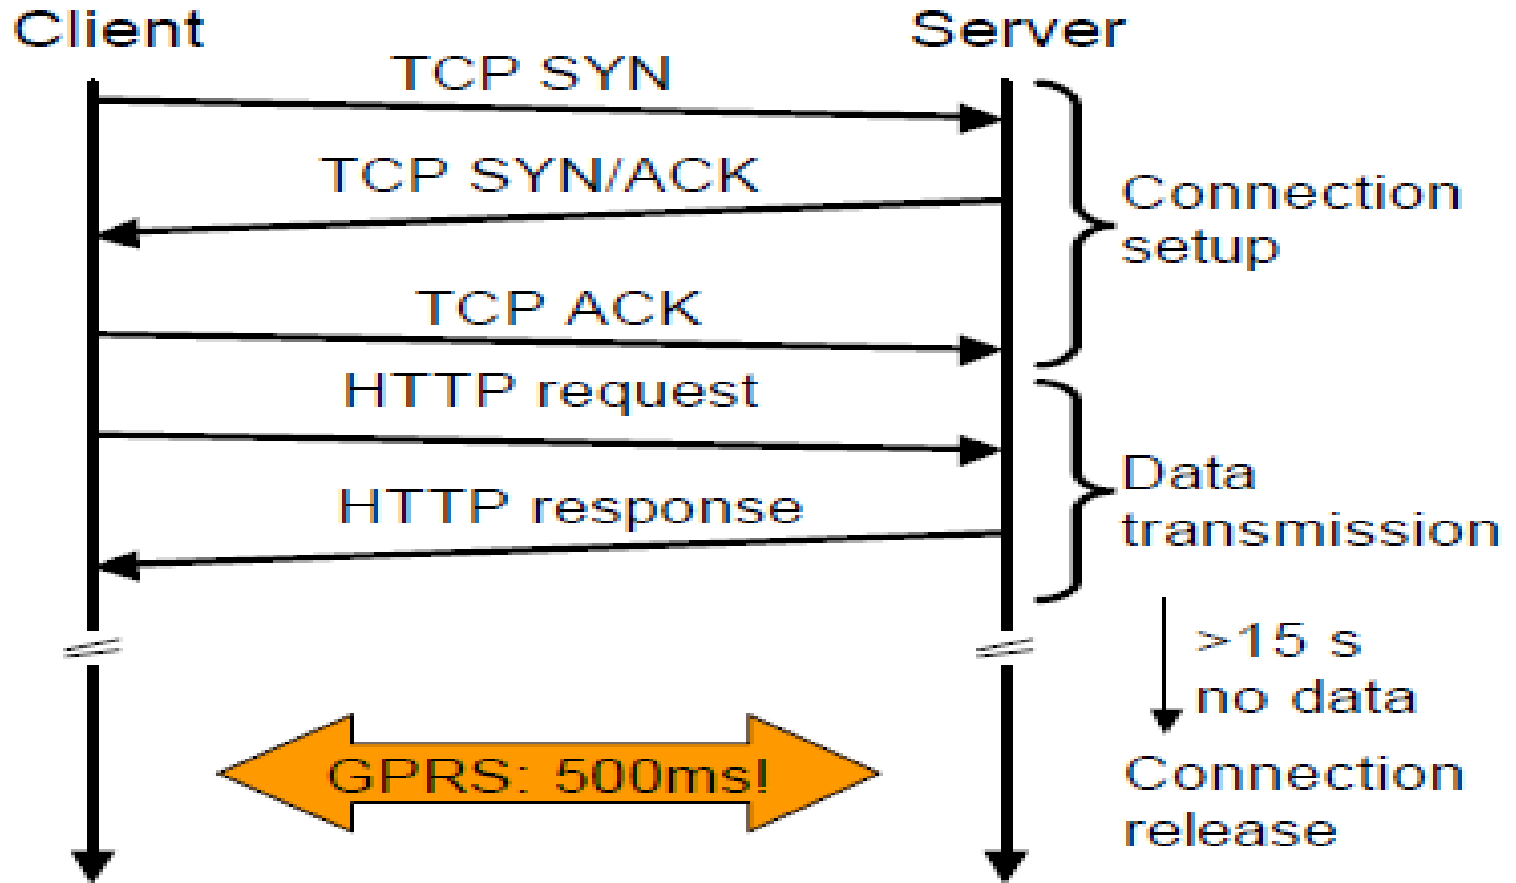 Client
Server
TCP SYN
TCP SYN/ACK
Connection
setup
TCP ACK
HTTP request
Data
transmission
HTTP response
>15 s
no data
GPRS: 500ms!
Connection
release